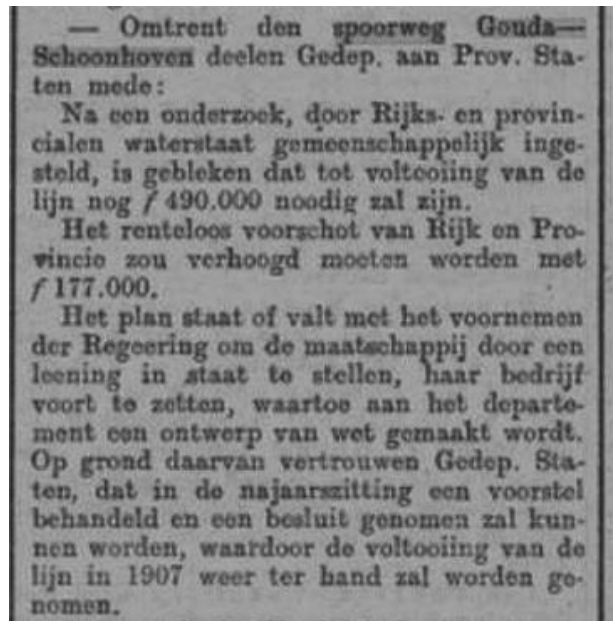 — Omtrent den spoorweg Gouda—
Schoonhoven deelen Gedep. aan Prov. Sta-
ten mede:
Na een onderzoek, door Rijks- en provin-
cialen waterstaat gemeenschappelijk inge-
steld, is gebleken dat tot voltooiing van de
lijn nog f 490.000 noodig zal zijn.
Het renteloos voorschot van Rijk en Pro-
vincie zou verhoogd moeten worden met
f 177.000.
Het plan staat of valt met het voornemen
der Regeering om de maatschappij door een
leening in staat te stellen, haar bedrijf
voort te zetten, waartoe aan het departe-
ment een ontwerp van wet gemaakt wordt.
Op grond daarvan vertrouwen Gedep. Sta-
ten, dat in de najaarszitting een voorstel
behandeld en een besluit genomen zal kun-
nen worden, waardoor de voltooiing van de
lijn in 1907 weer ter hand zal worden ge-
nomen.